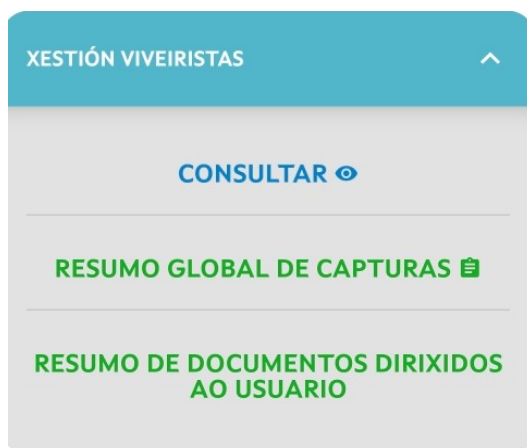 XESTIÓN VIVEIRISTAS
CONSULTAR
RESUMO GLOBAL DE CAPTURAS
RESUMO DE DOCUMENTOS DIRIXIDOS
AO USUARIO